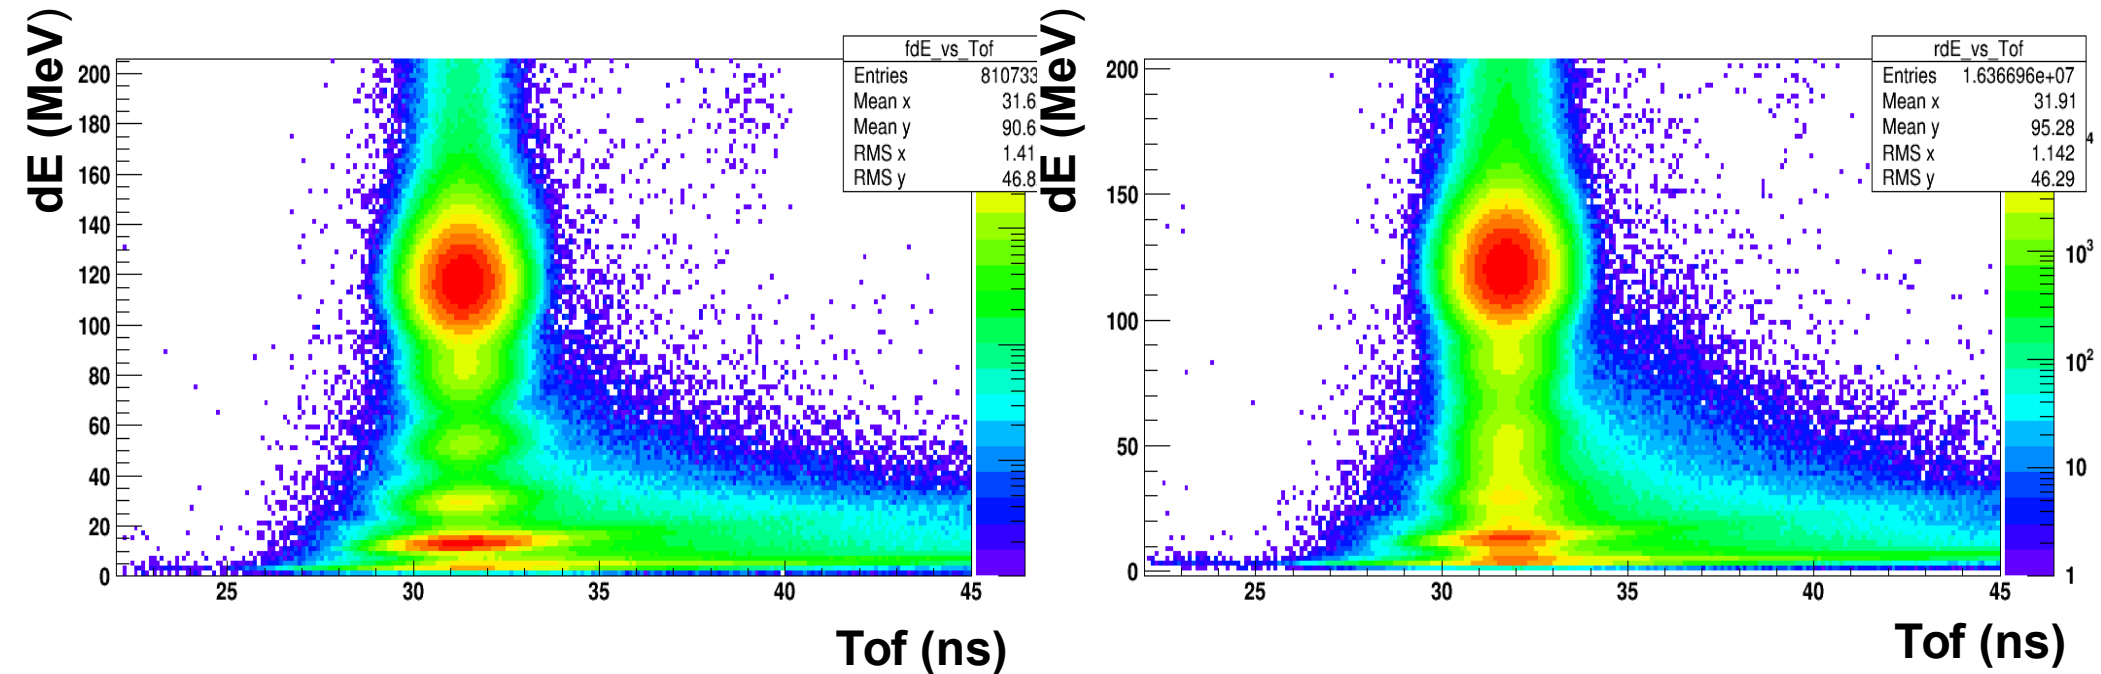 dE (MeV)
200
180
160
140
120
100
80
60
40
20
0
25 30 35 40 45
Tof (ns)
fdE_vs_Tof
Entries 810733
Mean x 31.6
Mean y 90.6
RMS x 1.41
RMS y 46.8
dE (MeV)
200
150
100
50
0
25 30 35 40 45
Tof (ns)
rdE_vs_Tof
Entries 1.636696e+07
Mean x 31.91
Mean y 95.28
RMS x 1.142
RMS y 46.29
4
10³
10²
10
1